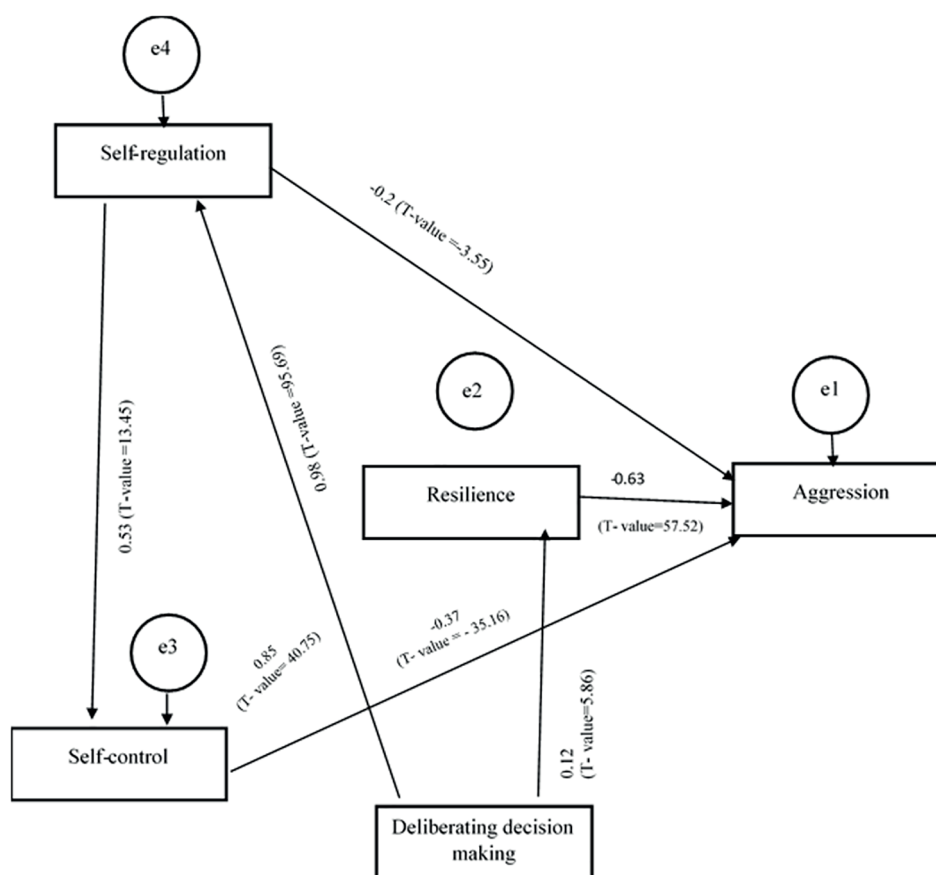 e4
Self-regulation
-0.2 (T-value =-3.55)
0.98 (T-value =95.69)
0.53 (T-value =13.45)
e2
e1
Resilience
-0.63
(T- value=57.52)
Aggression
e3
0.85
(T- value= 40.75)
-0.37
(T- value = - 35.16)
0.12
(T- value=5.86)
Self-control
Deliberating decision
making